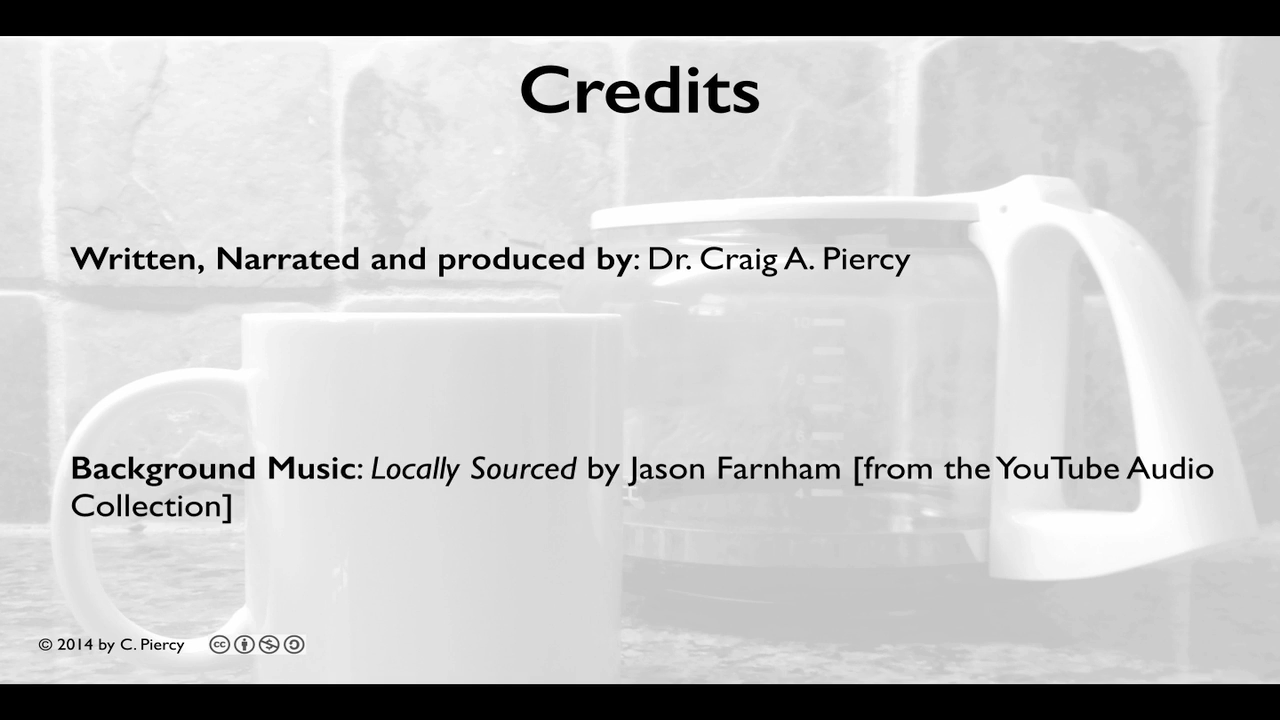 Credits
Written, Narrated and produced by: Dr. Craig A. Piercy
Background Music: Locally Sourced by Jason Farnham [from the YouTube Audio
Collection]
© 2014 by C. Piercy